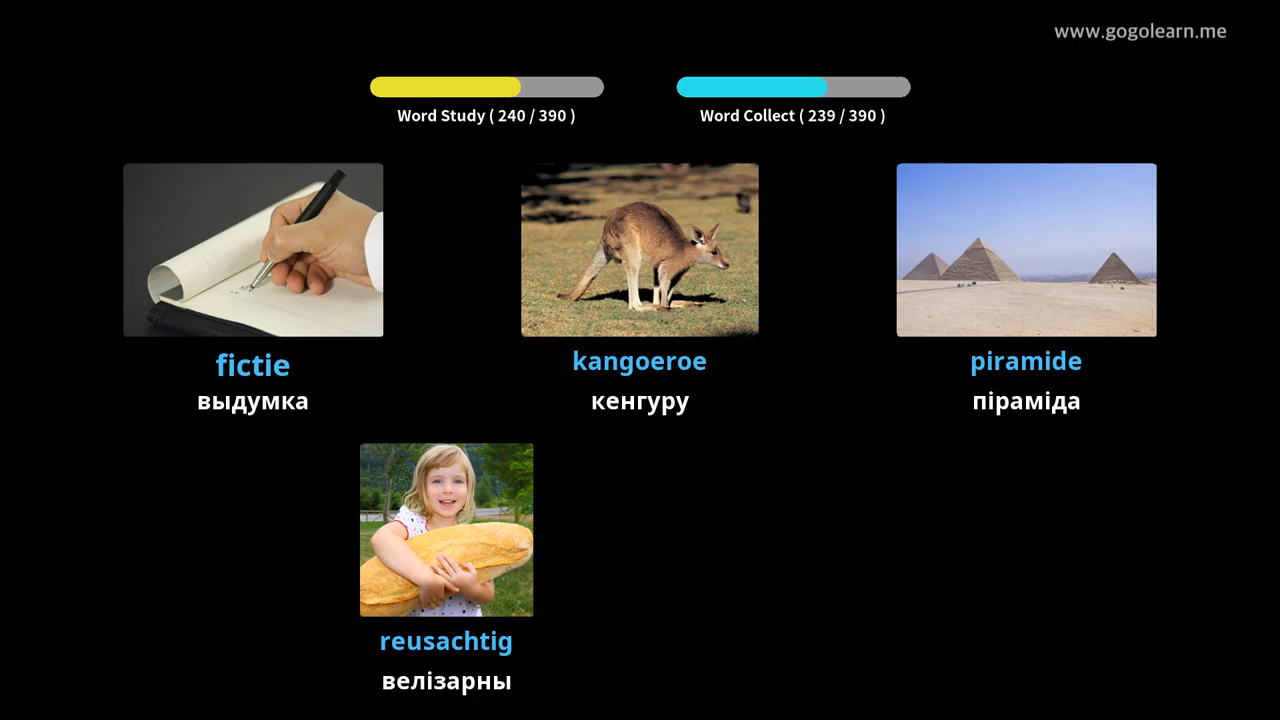 www.gogolearn.me
Word Study ( 240 / 390 )
Word Collect ( 239 / 390 )
fictie
kangoeroe
piramide
выдумка
кенгуру
піраміда
reusachtig
велізарны